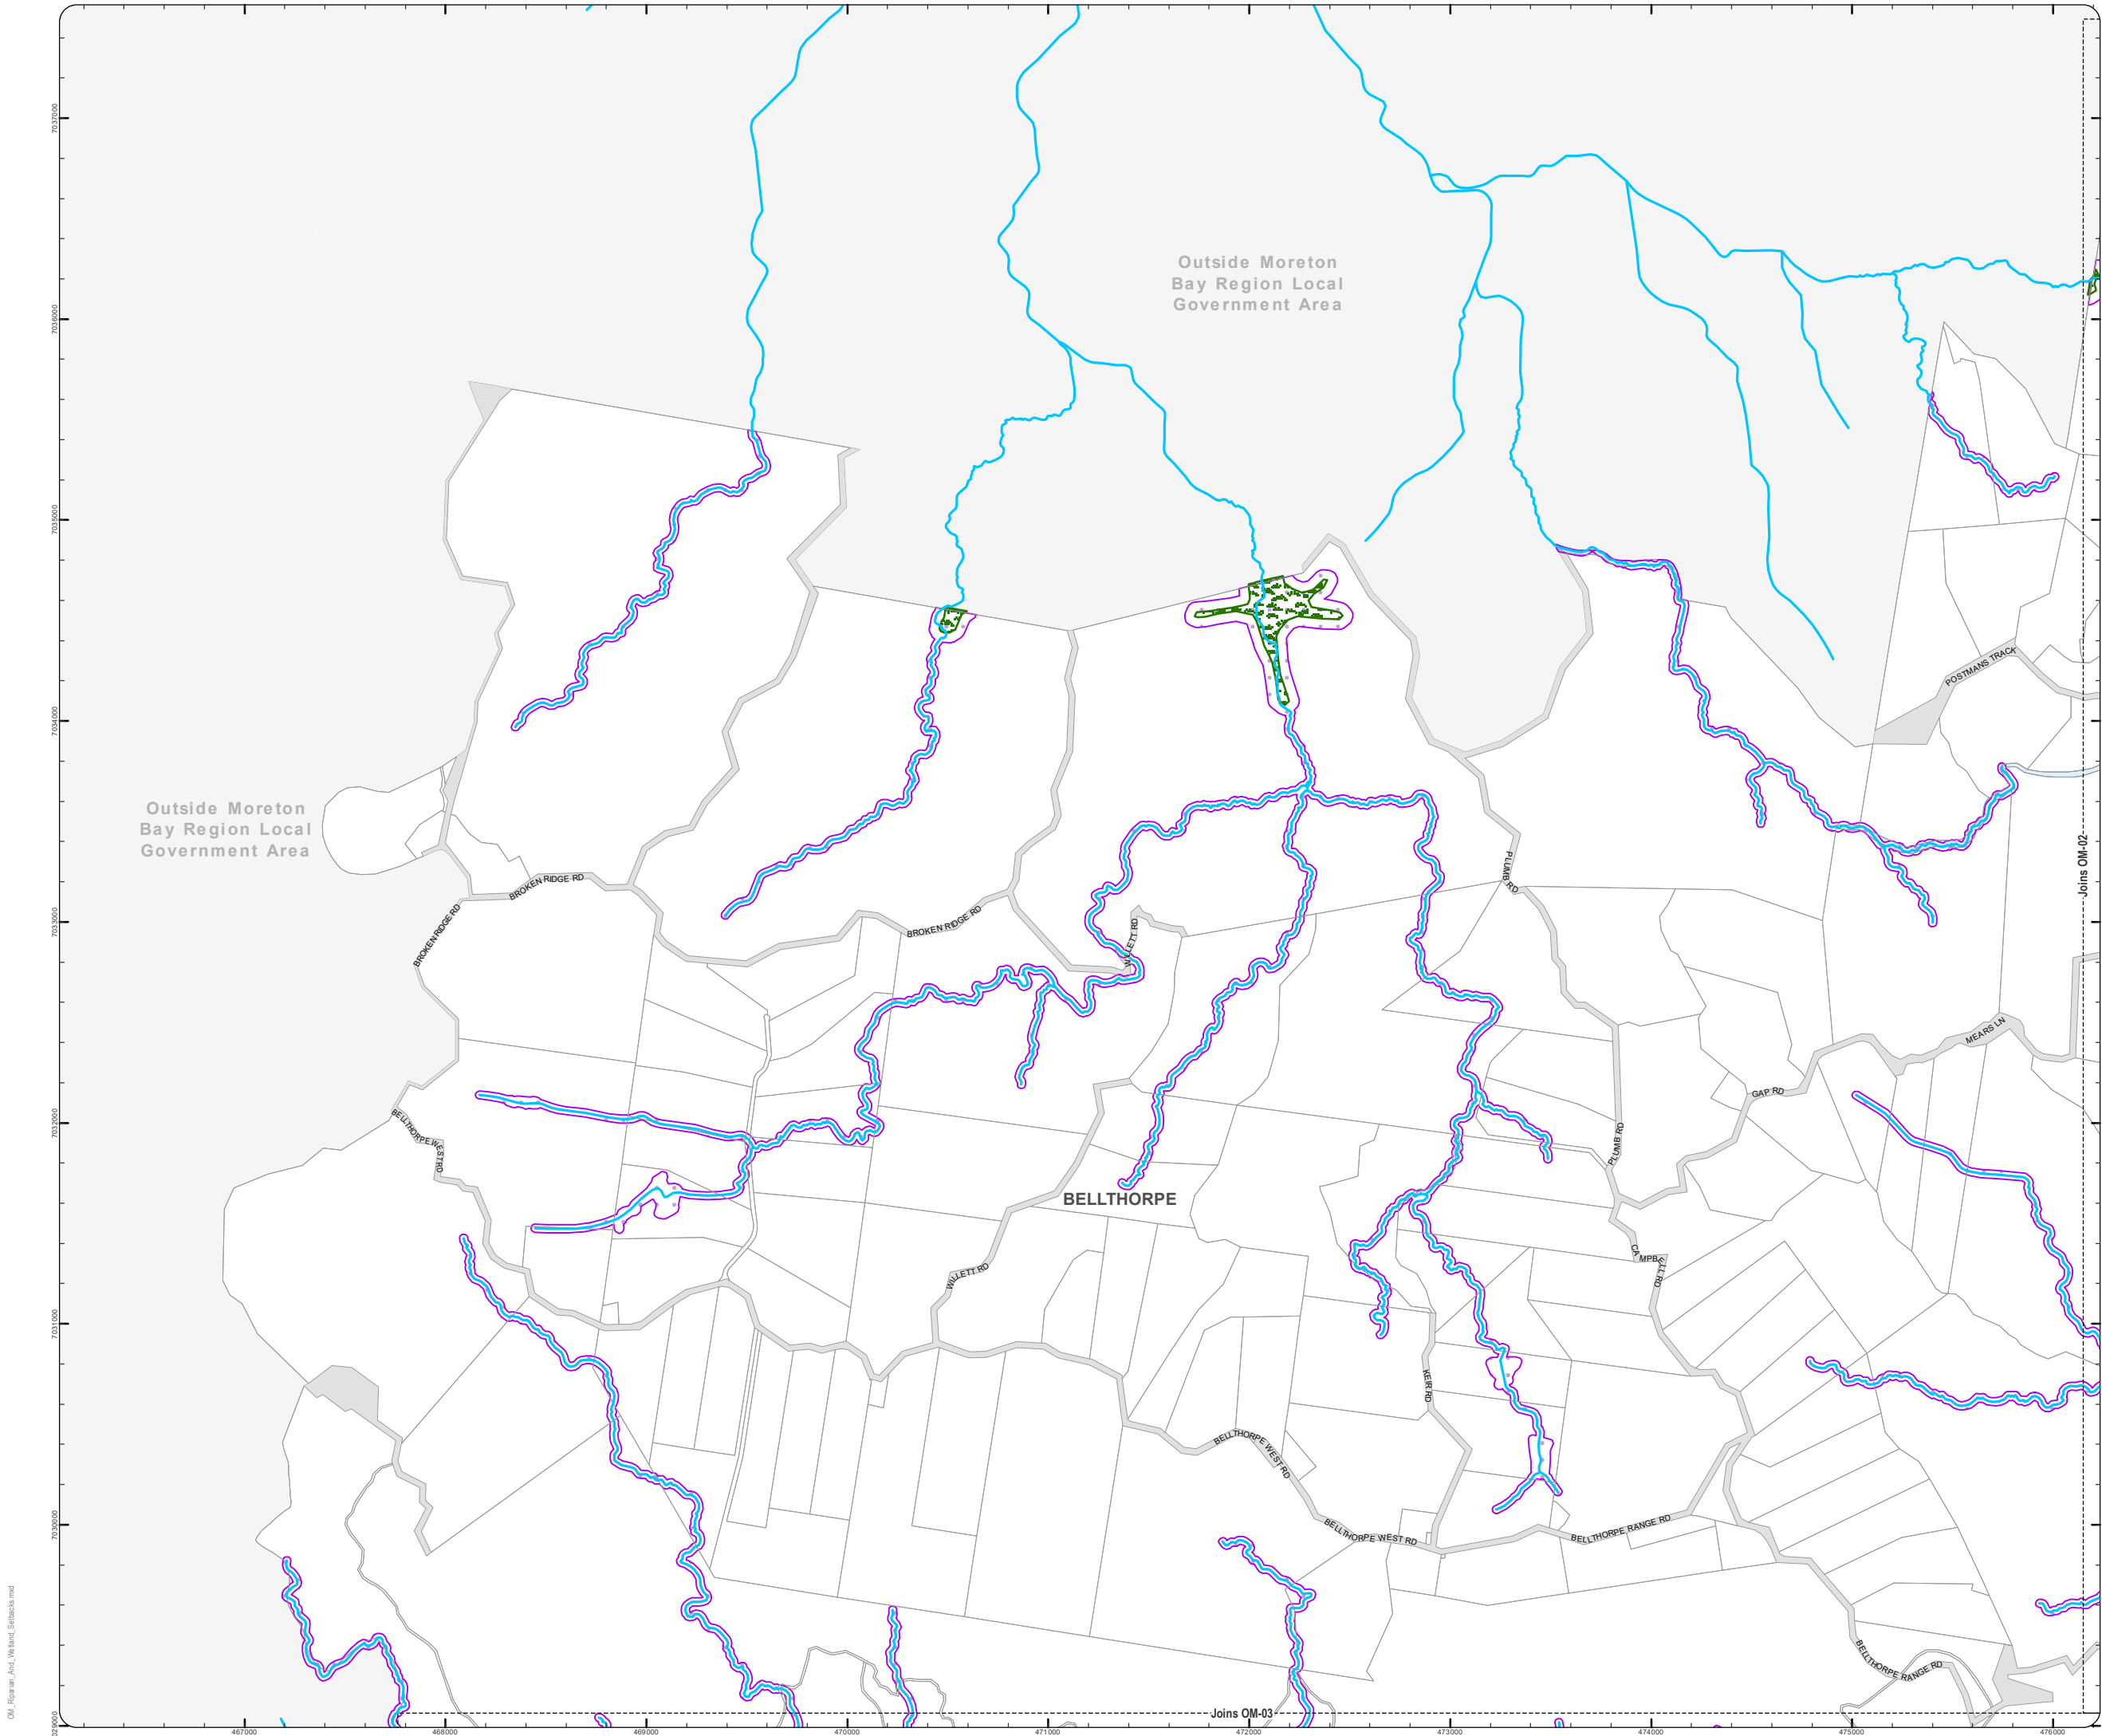 Outside Moreton
Bay Region Local
Government Area
Outside Moreton
Bay Region Local
Government Area
7037000
7036000
7035000
7034000
7033000
7032000
7031000
7030000
029000
POSTMANS TRACK
Joins OM-02
PLUMB RD
BROKEN RIDGE RD
BROKEN RIDGE RD
BROKEN RIDGE RD
WILLETT RD
MEARS LN
GAP RD
BELLTHORPE WEST RD
PLUMB RD
BELLTHORPE
CAMPBELL RD
WILLETT RD
KEIR RD
BELLTHORPE WEST RD
BELLTHORPE WEST RD
BELLTHORPE RANGE RD
BELLTHORPE RANGE RD
Joins OM-03
467000
468000
469000
470000
471000
472000
473000
474000
475000
476000
OM_Riparian_And_Wetland_Setbacks.mxd